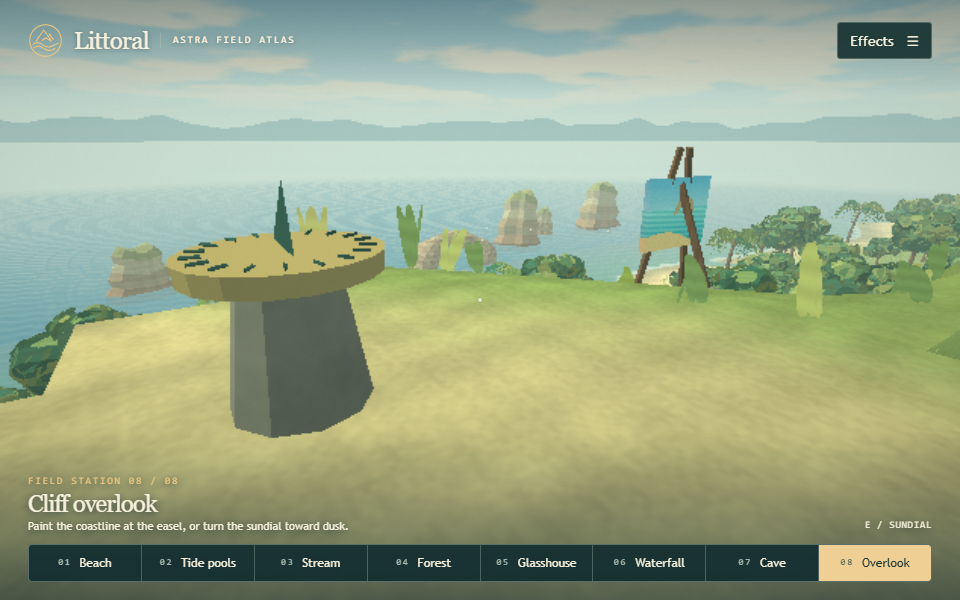 Littoral
ASTRA FIELD ATLAS
Effects
FIELD STATION 08 / 08
Cliff overlook
Paint the coastline at the easel, or turn the sundial toward dusk.
E / SUNDIAL
01 Beach
02 Tide pools
03 Stream
04 Forest
05 Glasshouse
06 Waterfall
07 Cave
08 Overlook